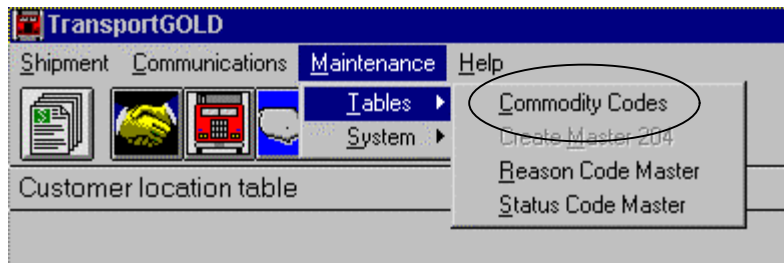 TransportGOLD
Shipment Communications Maintenance Help
Tables Commodity Codes
System Create Master 204
Reason Code Master
Customer location table
Status Code Master